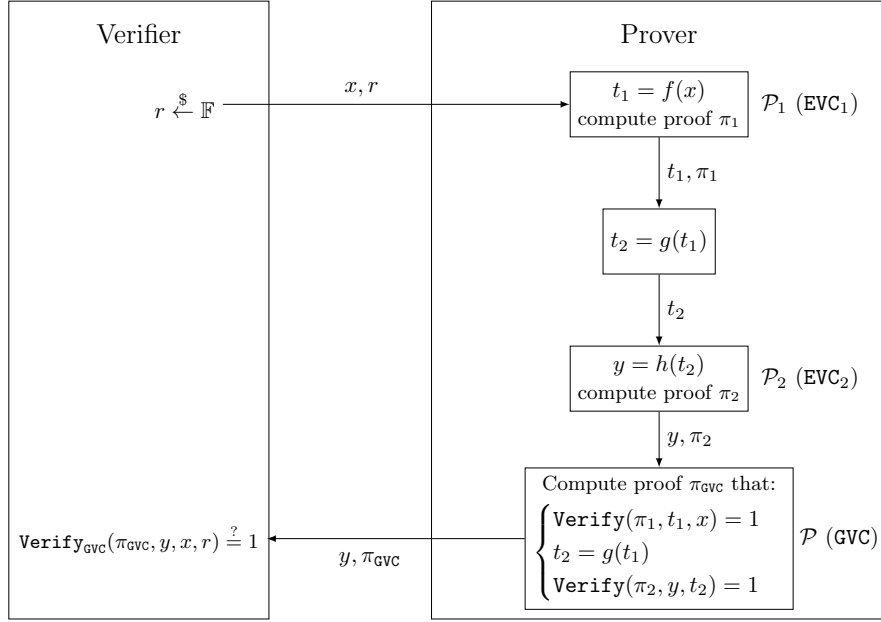 Verifier
Prover
r ←$ 𝔽
x, r
t₁ = f(x)
compute proof π₁
𝒫₁ (EVC₁)
t₁, π₁
t₂ = g(t₁)
t₂
y = h(t₂)
compute proof π₂
𝒫₂ (EVC₂)
y, π₂
Compute proof π_GVC that:
Verify(π₁, t₁, x) = 1
t₂ = g(t₁)
Verify(π₂, y, t₂) = 1
𝒫 (GVC)
y, π_GVC
Verify_GVC(π_GVC, y, x, r) ≟ 1